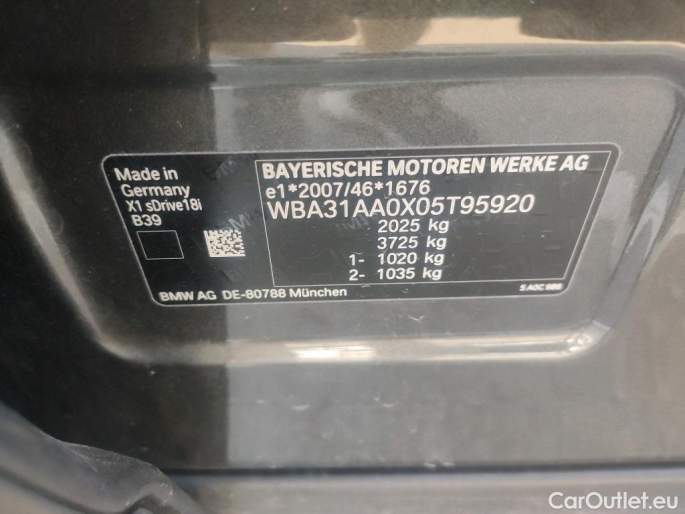 Made in
Germany
X1 sDrive18i
B39
BAYERISCHE MOTOREN WERKE AG
e1*2007/46*1676
WBA31AA0X05T95920
2025 kg
3725 kg
1- 1020 kg
2- 1035 kg
BMW AG DE-80788 München
CarOutlet.eu